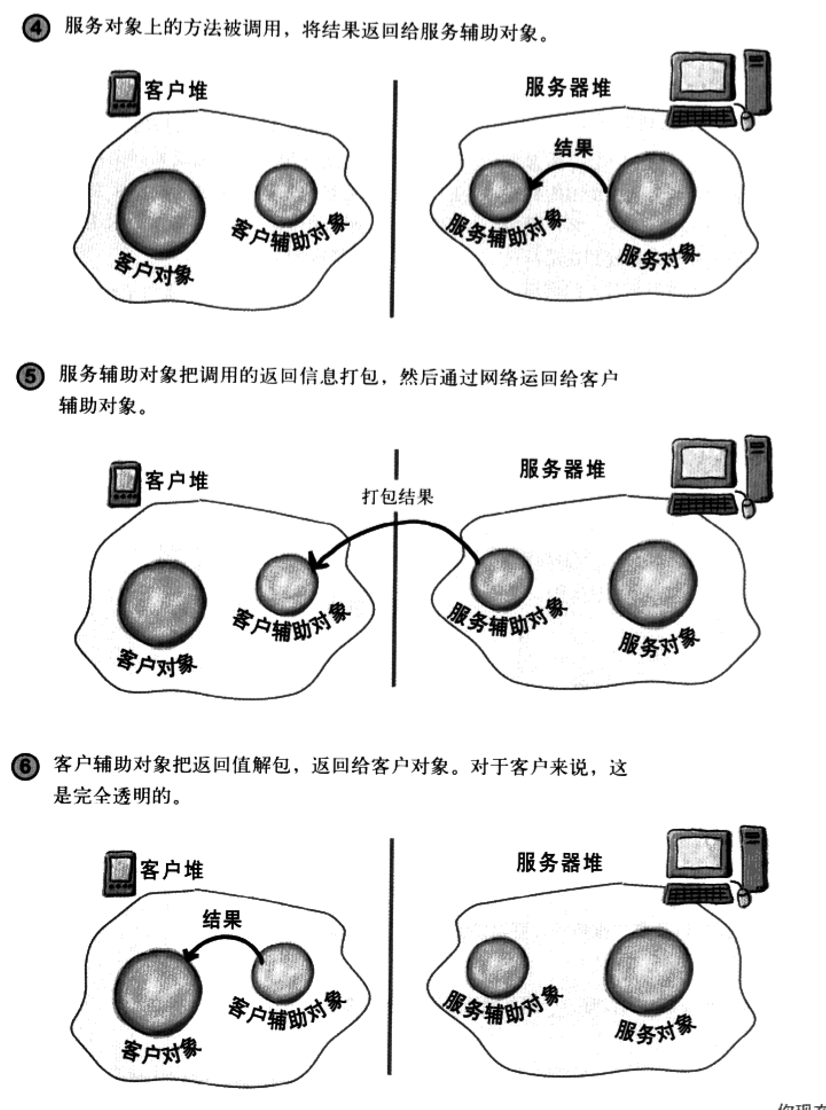 4 服务对象上的方法被调用，将结果返回给服务辅助对象。
客户堆
服务器堆
结果
客户对象
客户辅助对象
服务辅助对象
服务对象
5 服务辅助对象把调用的返回信息打包，然后通过网络运回给客户
辅助对象。
客户堆
服务器堆
打包结果
客户对象
客户辅助对象
服务辅助对象
服务对象
6 客户辅助对象把返回值解包，返回给客户对象。对于客户来说，这
是完全透明的。
客户堆
服务器堆
结果
客户对象
客户辅助对象
服务辅助对象
服务对象